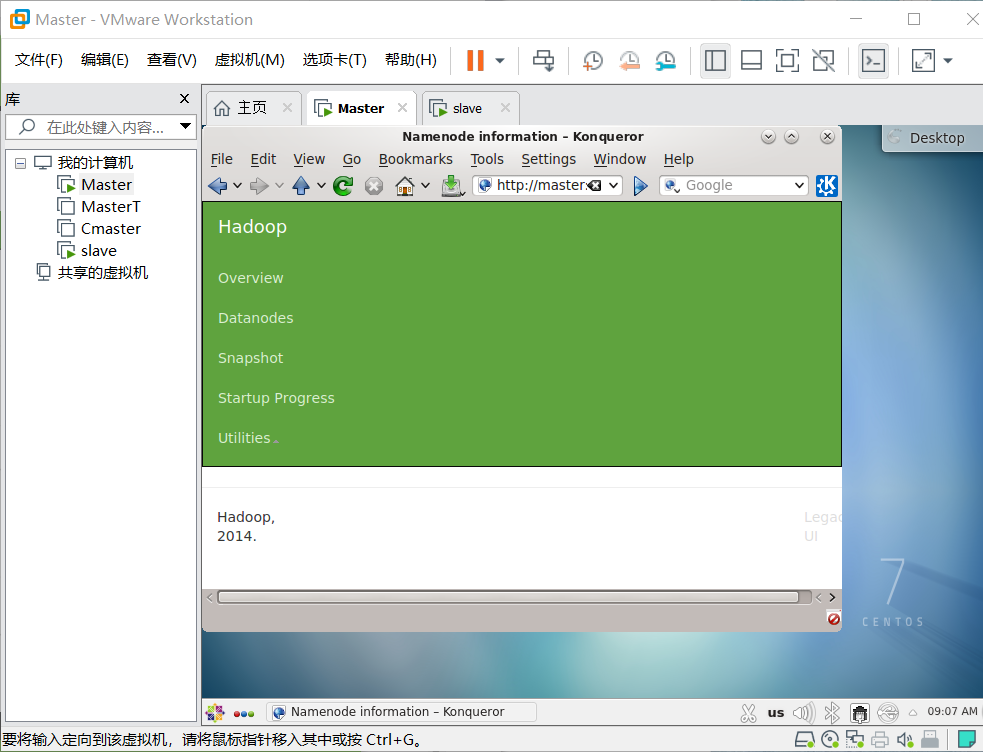 Master - VMware Workstation
文件(F) 编辑(E) 查看(V) 虚拟机(M) 选项卡(T) 帮助(H)
库
在此处键入内容...
我的计算机
Master
MasterT
Cmaster
slave
共享的虚拟机
主页 Master slave
Namenode information – Konqueror
Desktop
File Edit View Go Bookmarks Tools Settings Window Help
http://master: Google
Hadoop
Overview
Datanodes
Snapshot
Startup Progress
Utilities
Hadoop,
2014.
Legac
UI
7
CENTOS
Namenode information – Konqueror us 09:07 AM
要将输入定向到该虚拟机，请将鼠标指针移入其中或按 Ctrl+G。